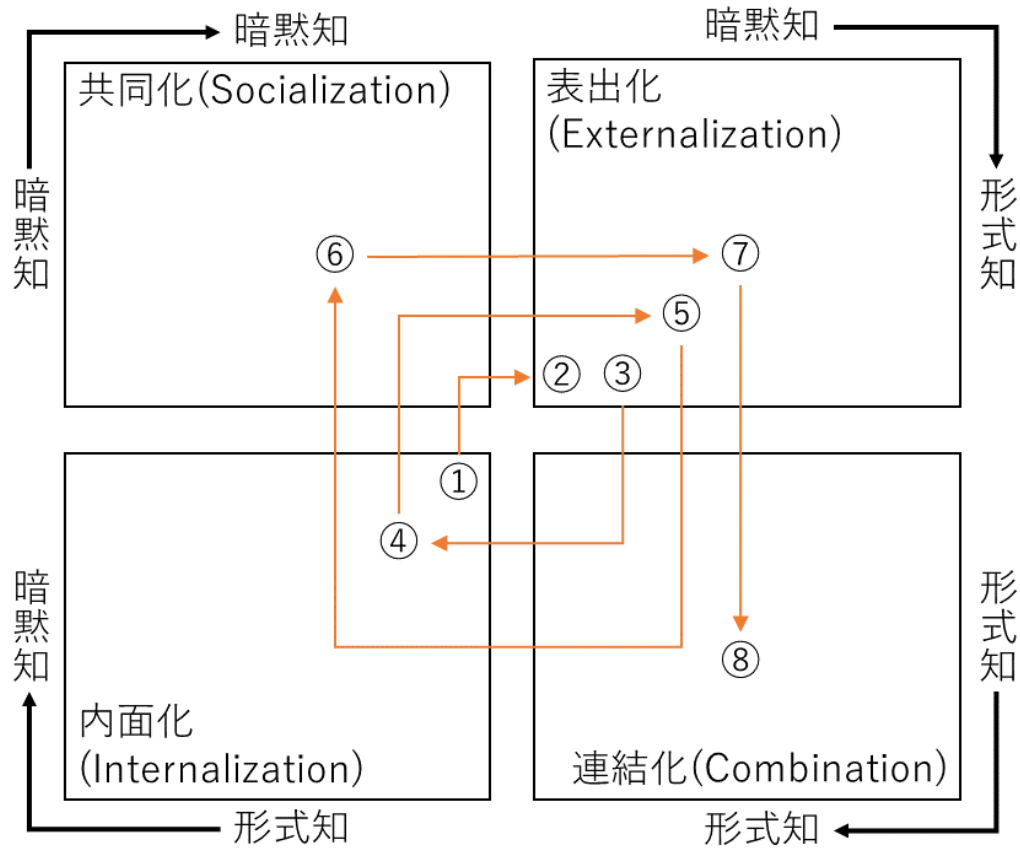 暗黙知
暗黙知
共同化(Socialization)
表出化
(Externalization)
暗黙知
形式知
⑥
⑦
⑤
②
③
①
④
暗黙知
形式知
⑧
内面化
(Internalization)
連結化(Combination)
形式知
形式知